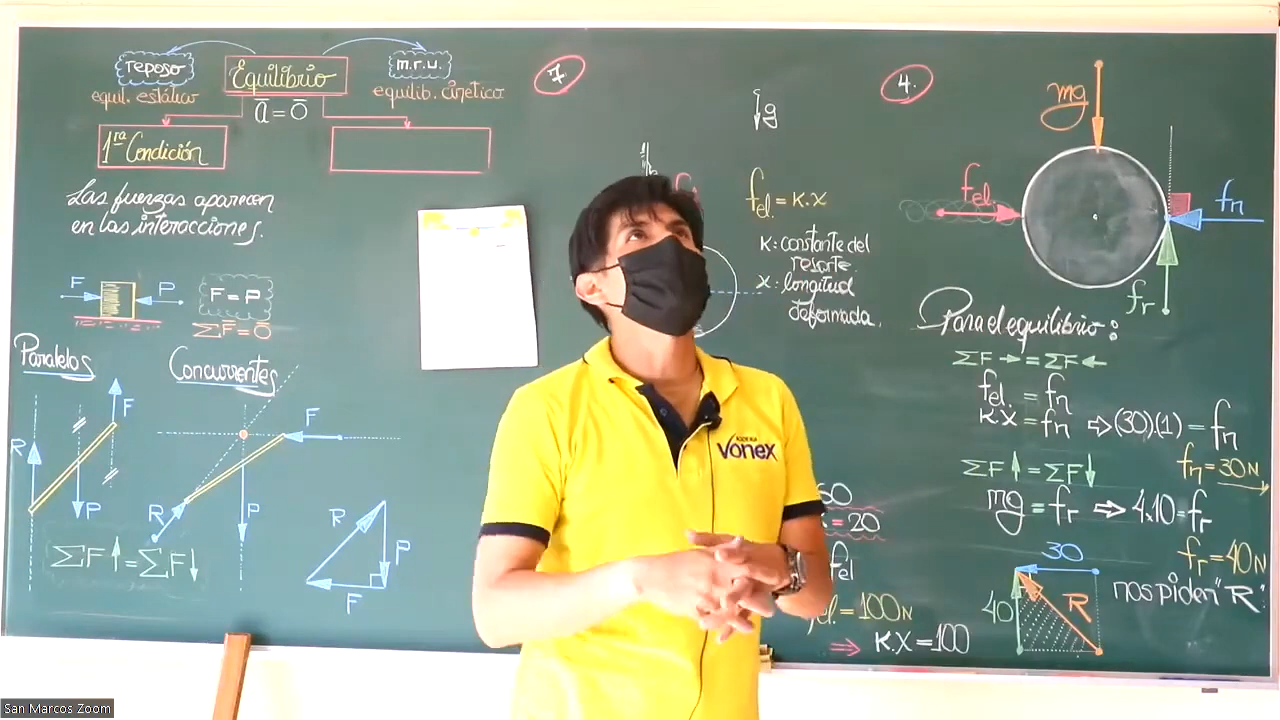 reposo
Equilibrio
m.r.u.
equil. estático
equilib. cinético
a̅ = 0̅
1ra Condición
Las fuerzas aparecen
en las interacciones.
F
P
F = P
ΣF̅ = 0̅
Paralelos
Concurrentes
F
R
P
F
R
P
R
P
F
ΣF↑ = ΣF↓
7.
g
fel. = K.X
K: constante del
resorte.
X: longitud
deformada.
60
= 20
fel
fel. = 100N
⇒ K.X = 100
VONEX
4.
mg
fel.
fn
fr
Para el equilibrio:
ΣF→ = ΣF←
fel. = fn
K.X = fn ⇒ (30).(1) = fn
fn = 30N
ΣF↑ = ΣF↓
mg = fr ⇒ 4.10 = fr
fr = 40N
30
40
R
nos piden "R".
San Marcos Zoom